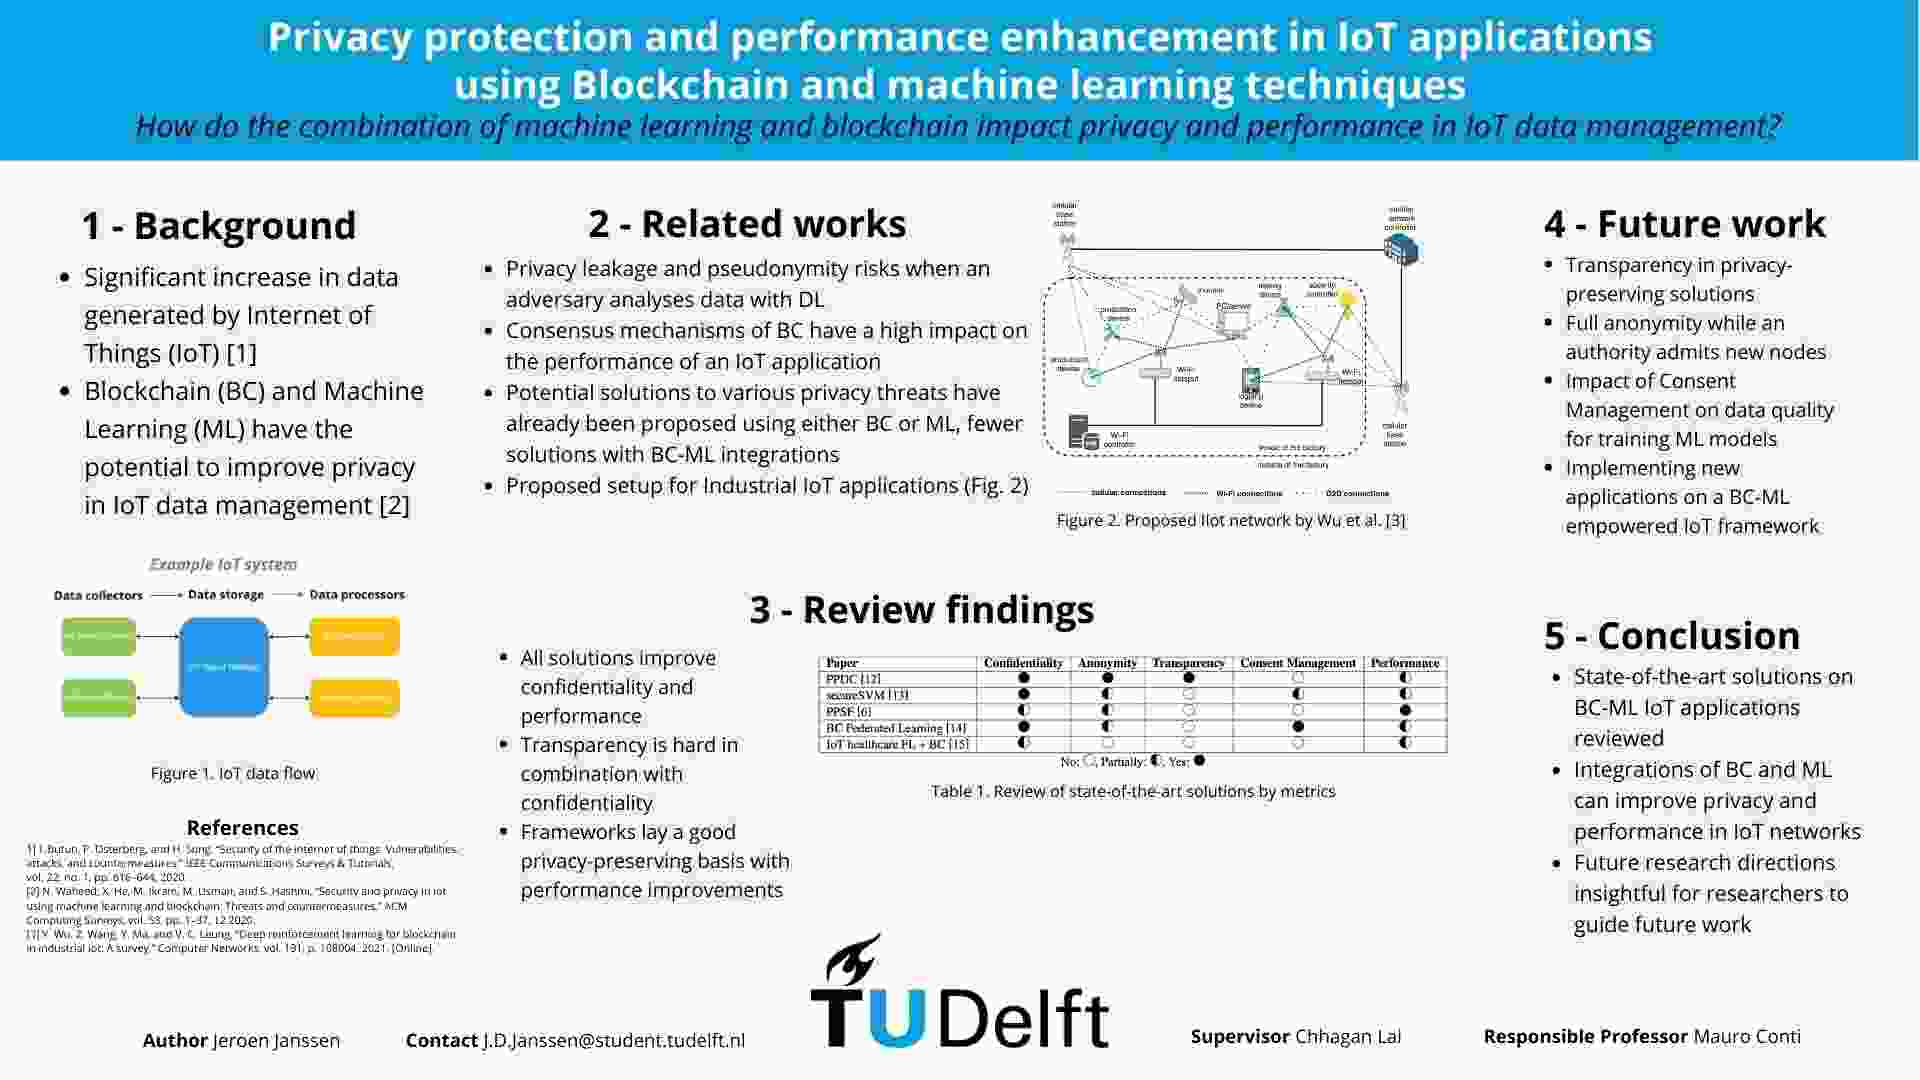 Privacy protection and performance enhancement in IoT applications
using Blockchain and machine learning techniques
How do the combination of machine learning and blockchain impact privacy and performance in IoT data management?
1 - Background
• Significant increase in data
generated by Internet of
Things (IoT) [1]
• Blockchain (BC) and Machine
Learning (ML) have the
potential to improve privacy
in IoT data management [2]
Example IoT system
Data collectors Data storage Data processors
Figure 1. IoT data flow
References
1] I. Butun, P. Osterberg, and H. Song, "Security of the internet of things: Vulnerabilities,
attacks, and countermeasures," IEEE Communications Surveys & Tutorials,
vol. 22, no. 1, pp. 616–644, 2020.
[2] N. Waheed, X. He, M. Ikram, M. Usman, and S. Hashmi, "Security and privacy in iot
using machine learning and blockchain: Threats and countermeasures," ACM
Computing Surveys, vol. 53, pp. 1–37, 12 2020.
[3] Y. Wu, Z. Wang, Y. Ma, and V. C. Leung, "Deep reinforcement learning for blockchain
in industrial iot: A survey," Computer Networks, vol. 191, p. 108004, 2021. [Online].
2 - Related works
• Privacy leakage and pseudonymity risks when an
adversary analyses data with DL
• Consensus mechanisms of BC have a high impact on
the performance of an IoT application
• Potential solutions to various privacy threats have
already been proposed using either BC or ML, fewer
solutions with BC-ML integrations
• Proposed setup for Industrial IoT applications (Fig. 2)
cellular
base
station
network
controller
production
device
PC/server
device
security
controller
device
Wi-Fi
hotspot
Wi-Fi
device
Wi-Fi
controller
cellular
base
station
inside of the factory
outside of the factory
cellular connections Wi-Fi connections D2D connections
Figure 2. Proposed IIot network by Wu et al. [3]
3 - Review findings
• All solutions improve
confidentiality and
performance
• Transparency is hard in
combination with
confidentiality
• Frameworks lay a good
privacy-preserving basis with
performance improvements
Paper Confidentiality Anonymity Transparency Consent Management Performance
PPDC [12] ● ● ● ○ ◐
secureSVM [13] ● ◐ ○ ◐ ◐
PPSF [6] ◐ ◐ ○ ○ ●
BC Federated Learning [14] ● ◐ ○ ● ◐
IoT healthcare FL + BC [15] ◐ ○ ○ ○ ◐
No: ○, Partially: ◐, Yes: ●
Table 1. Review of state-of-the-art solutions by metrics
4 - Future work
• Transparency in privacy-
preserving solutions
• Full anonymity while an
authority admits new nodes
• Impact of Consent
Management on data quality
for training ML models
• Implementing new
applications on a BC-ML
empowered IoT framework
5 - Conclusion
• State-of-the-art solutions on
BC-ML IoT applications
reviewed
• Integrations of BC and ML
can improve privacy and
performance in IoT networks
• Future research directions
insightful for researchers to
guide future work
Author Jeroen Janssen
Contact J.D.Janssen@student.tudelft.nl
TUDelft
Supervisor Chhagan Lal
Responsible Professor Mauro Conti